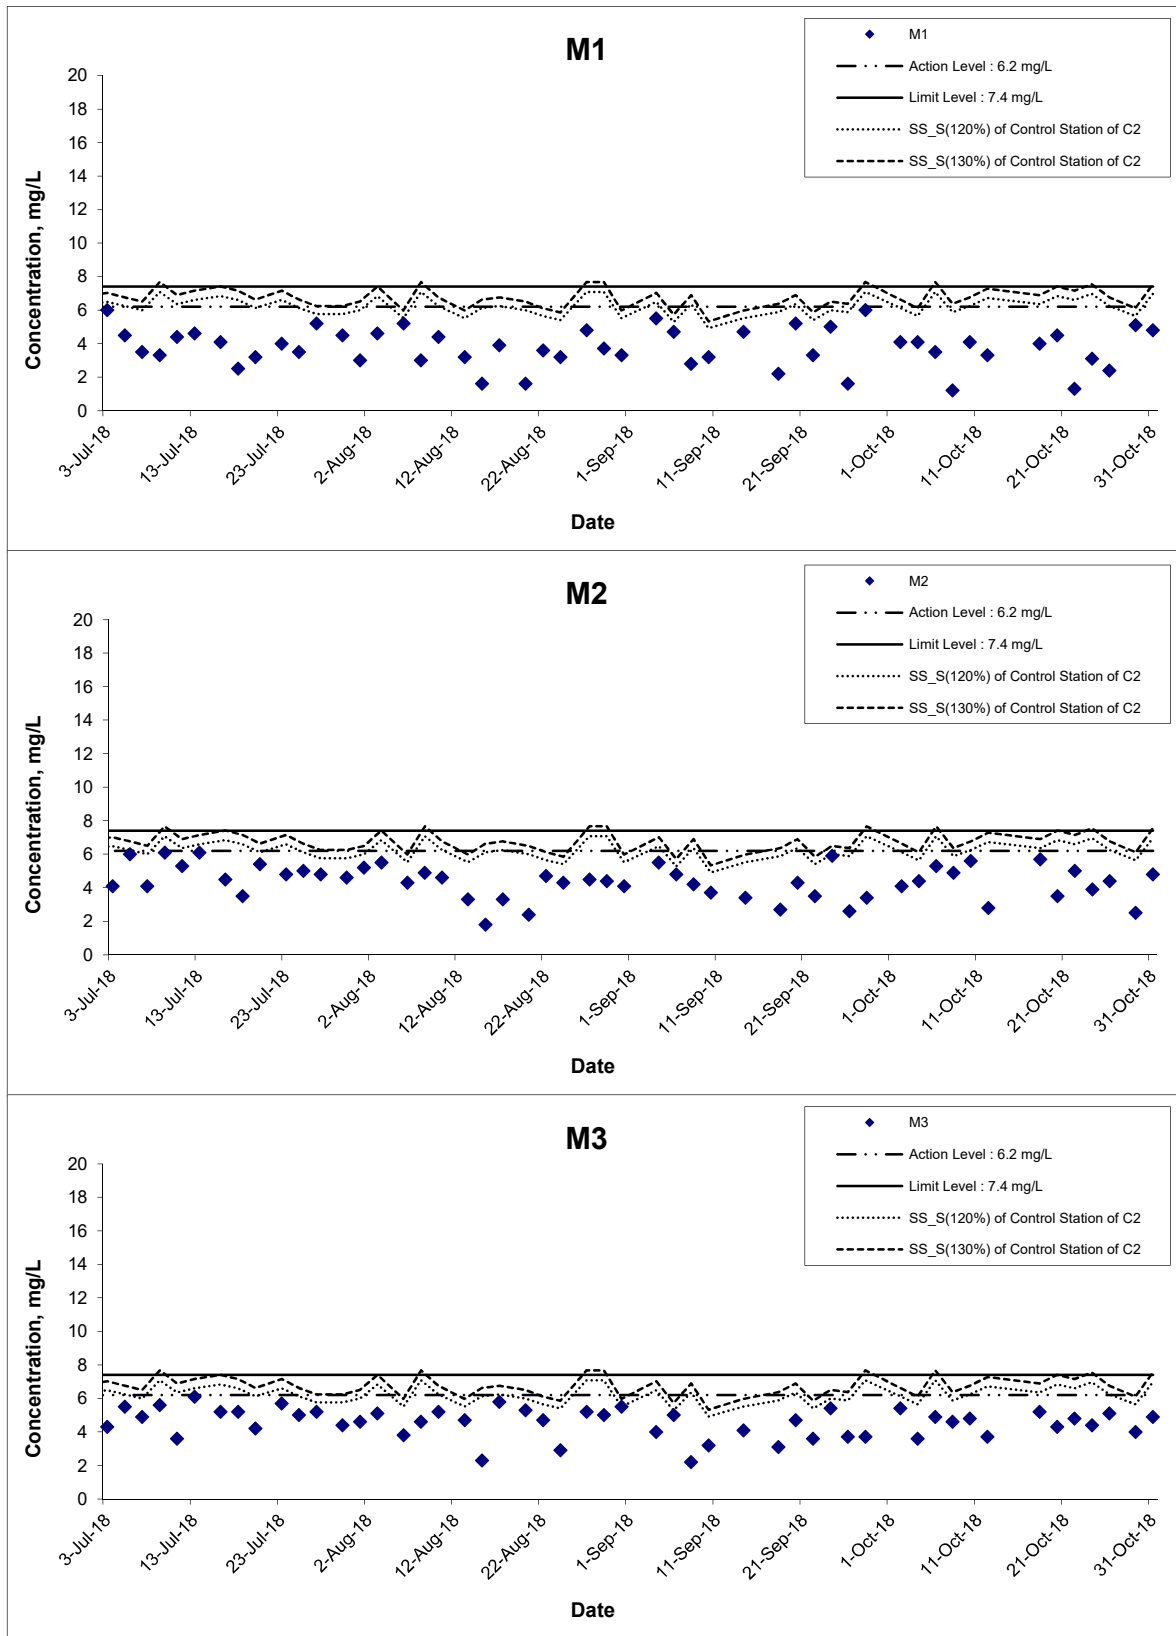 M1
M1
Action Level : 6.2 mg/L
Limit Level : 7.4 mg/L
SS_S(120%) of Control Station of C2
SS_S(130%) of Control Station of C2
Concentration, mg/L
20
18
16
14
12
10
8
6
4
2
0
3-Jul-18
13-Jul-18
23-Jul-18
2-Aug-18
12-Aug-18
22-Aug-18
1-Sep-18
11-Sep-18
21-Sep-18
1-Oct-18
11-Oct-18
21-Oct-18
31-Oct-18
Date
M2
M2
Action Level : 6.2 mg/L
Limit Level : 7.4 mg/L
SS_S(120%) of Control Station of C2
SS_S(130%) of Control Station of C2
Concentration, mg/L
20
18
16
14
12
10
8
6
4
2
0
3-Jul-18
13-Jul-18
23-Jul-18
2-Aug-18
12-Aug-18
22-Aug-18
1-Sep-18
11-Sep-18
21-Sep-18
1-Oct-18
11-Oct-18
21-Oct-18
31-Oct-18
Date
M3
M3
Action Level : 6.2 mg/L
Limit Level : 7.4 mg/L
SS_S(120%) of Control Station of C2
SS_S(130%) of Control Station of C2
Concentration, mg/L
20
18
16
14
12
10
8
6
4
2
0
3-Jul-18
13-Jul-18
23-Jul-18
2-Aug-18
12-Aug-18
22-Aug-18
1-Sep-18
11-Sep-18
21-Sep-18
1-Oct-18
11-Oct-18
21-Oct-18
31-Oct-18
Date